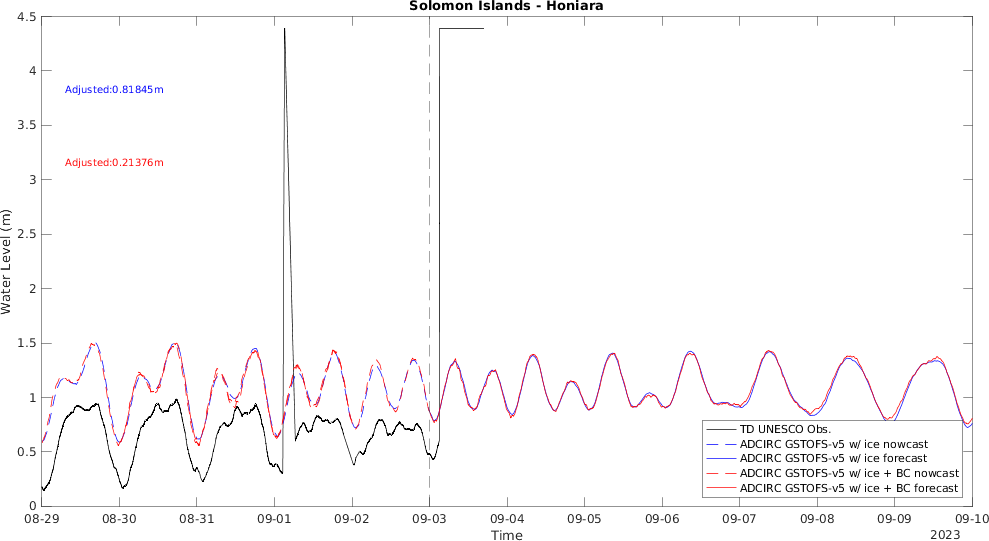 Solomon Islands - Honiara
4.5
4
3.5
3
2.5
2
1.5
1
0.5
0
Water Level (m)
Adjusted:0.81845m
Adjusted:0.21376m
TD UNESCO Obs.
ADCIRC GSTOFS-v5 w/ ice nowcast
ADCIRC GSTOFS-v5 w/ ice forecast
ADCIRC GSTOFS-v5 w/ ice + BC nowcast
ADCIRC GSTOFS-v5 w/ ice + BC forecast
08-29 08-30 08-31 09-01 09-02 09-03 09-04 09-05 09-06 09-07 09-08 09-09 09-10
Time
2023